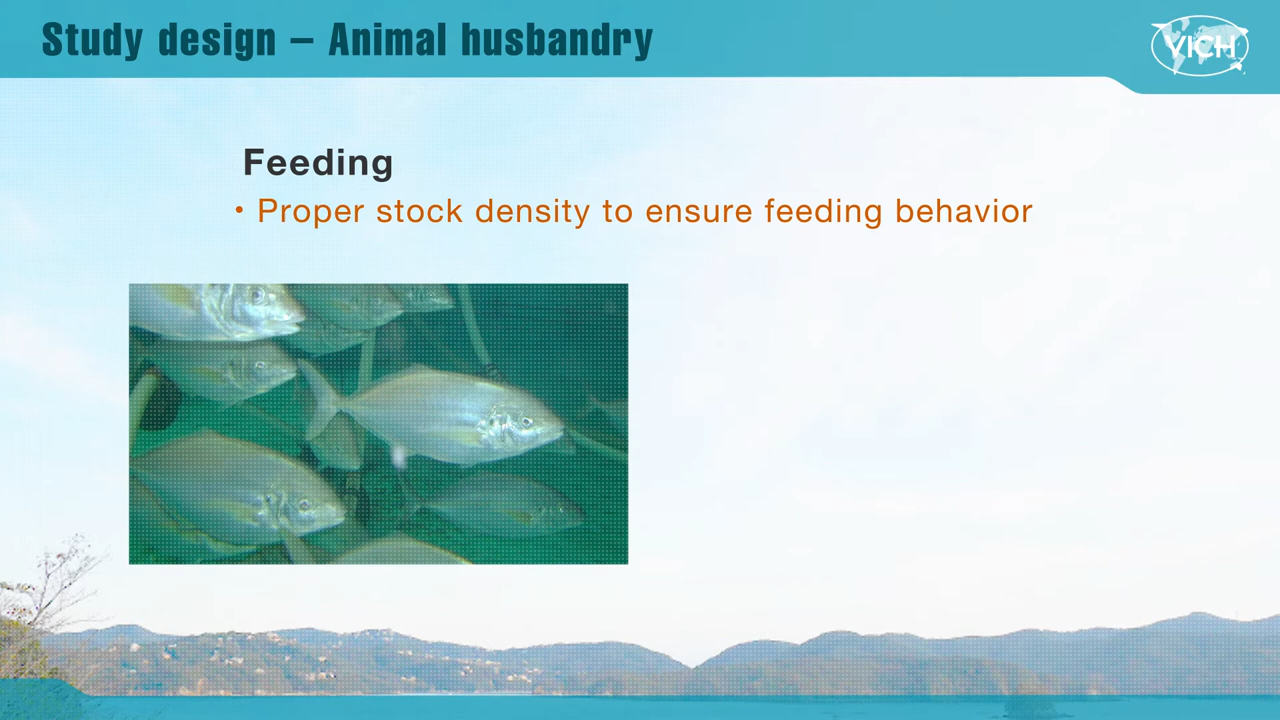 Study design – Animal husbandry
VICH
Feeding
• Proper stock density to ensure feeding behavior